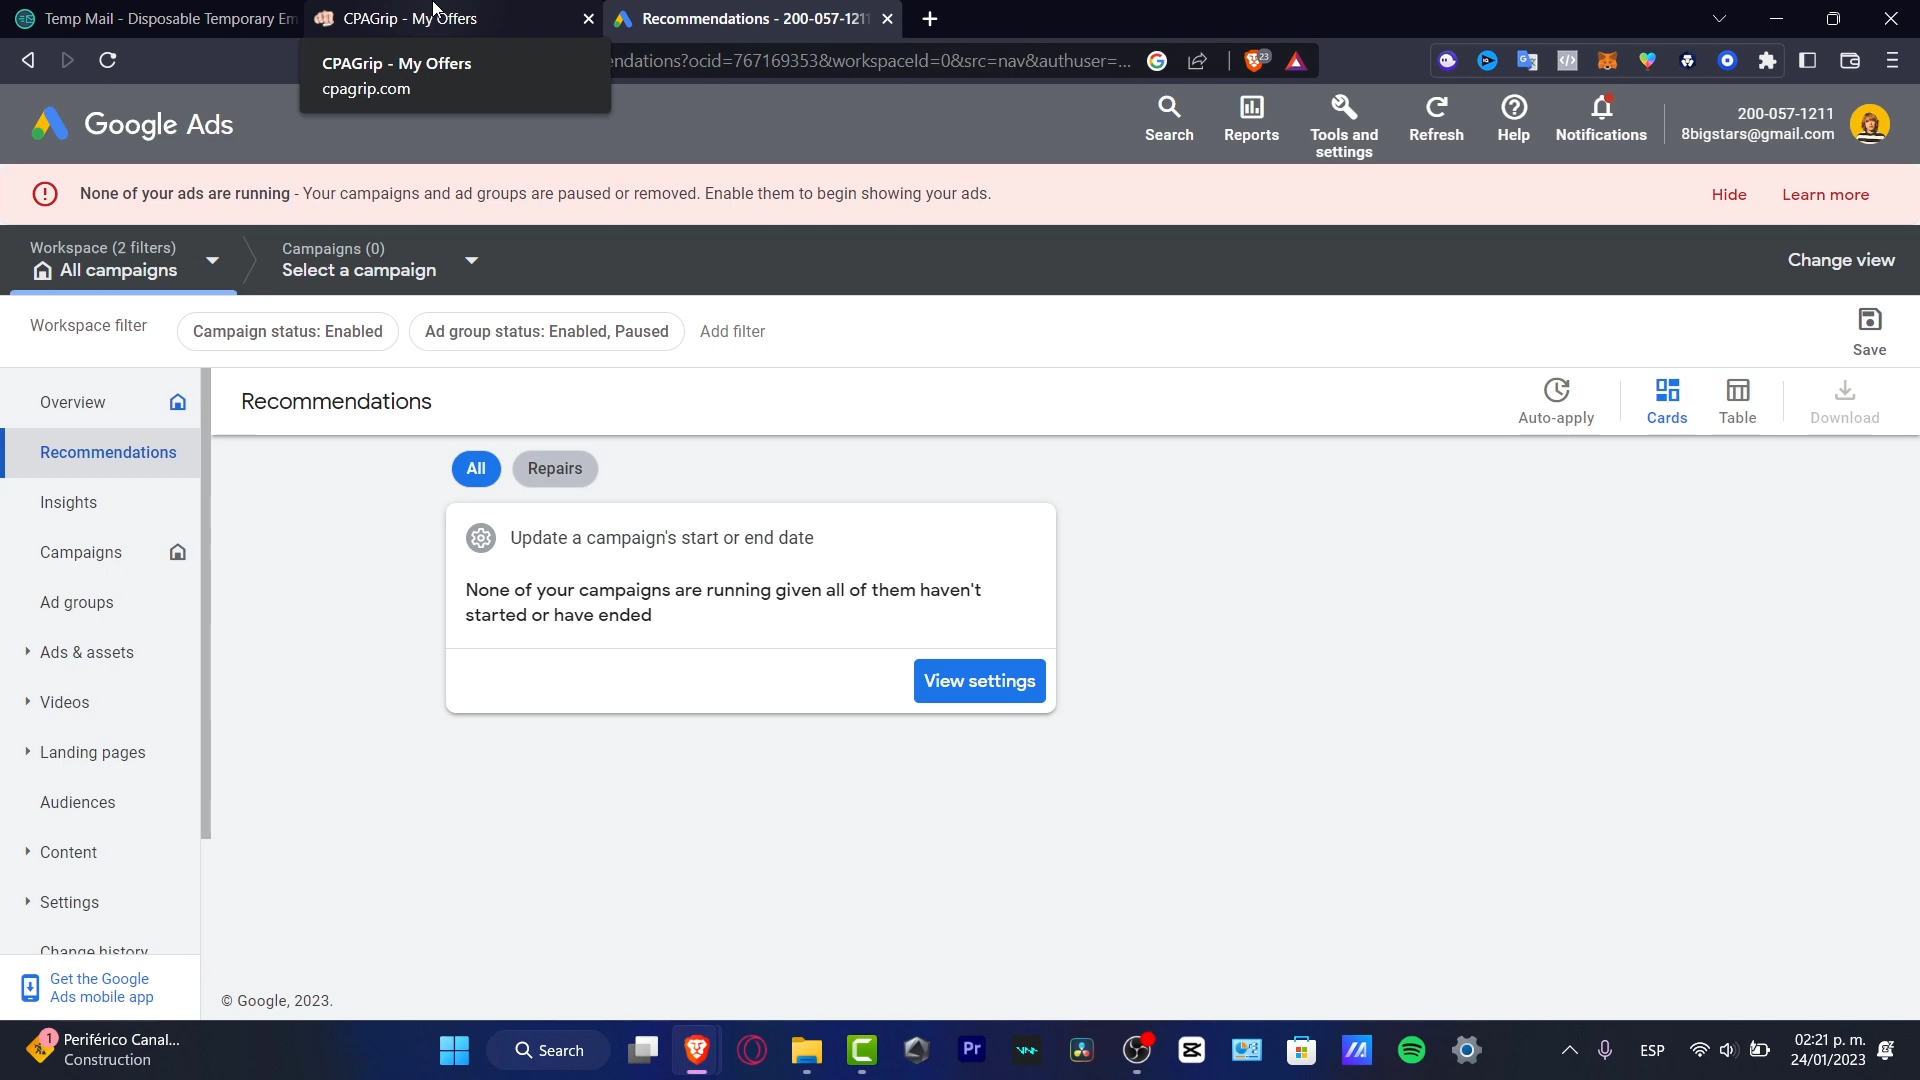 Temp Mail - Disposable Temporary Em
CPAGrip - My Offers
Recommendations - 200-057-1211
CPAGrip - My Offers
cpagrip.com
endations?ocid=767169353&workspaceId=0&src=nav&authuser=...
23
Google Ads
Search
Reports
Tools and
settings
Refresh
Help
Notifications
200-057-1211
8bigstars@gmail.com
None of your ads are running - Your campaigns and ad groups are paused or removed. Enable them to begin showing your ads.
Hide
Learn more
Workspace (2 filters)
All campaigns
Campaigns (0)
Select a campaign
Change view
Workspace filter
Campaign status: Enabled
Ad group status: Enabled, Paused
Add filter
Save
Overview
Recommendations
Insights
Campaigns
Ad groups
Ads & assets
Videos
Landing pages
Audiences
Content
Settings
Change history
Get the Google
Ads mobile app
Recommendations
Auto-apply
Cards
Table
Download
All
Repairs
Update a campaign's start or end date
None of your campaigns are running given all of them haven't
started or have ended
View settings
© Google, 2023.
1
Periférico Canal...
Construction
Search
Pr
ESP
02:21 p. m.
24/01/2023